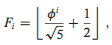 F_i = ⌊ ϕ^i / √5 + 1/2 ⌋ ,